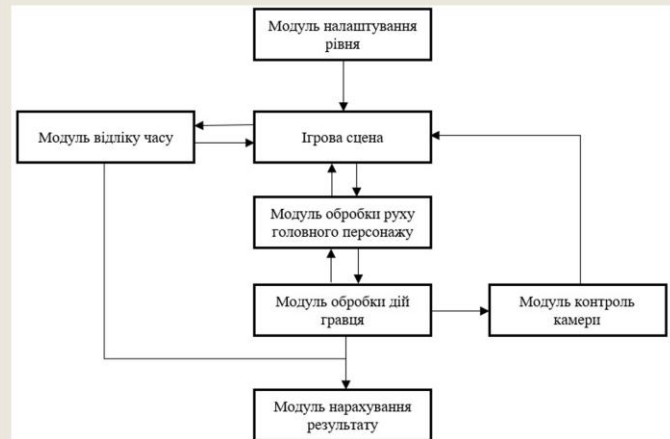 Модуль налаштування
рівня
Модуль відліку часу
Ігрова сцена
Модуль обробки руху
головного персонажу
Модуль обробки дій
гравця
Модуль контроль
камери
Модуль нарахування
результату